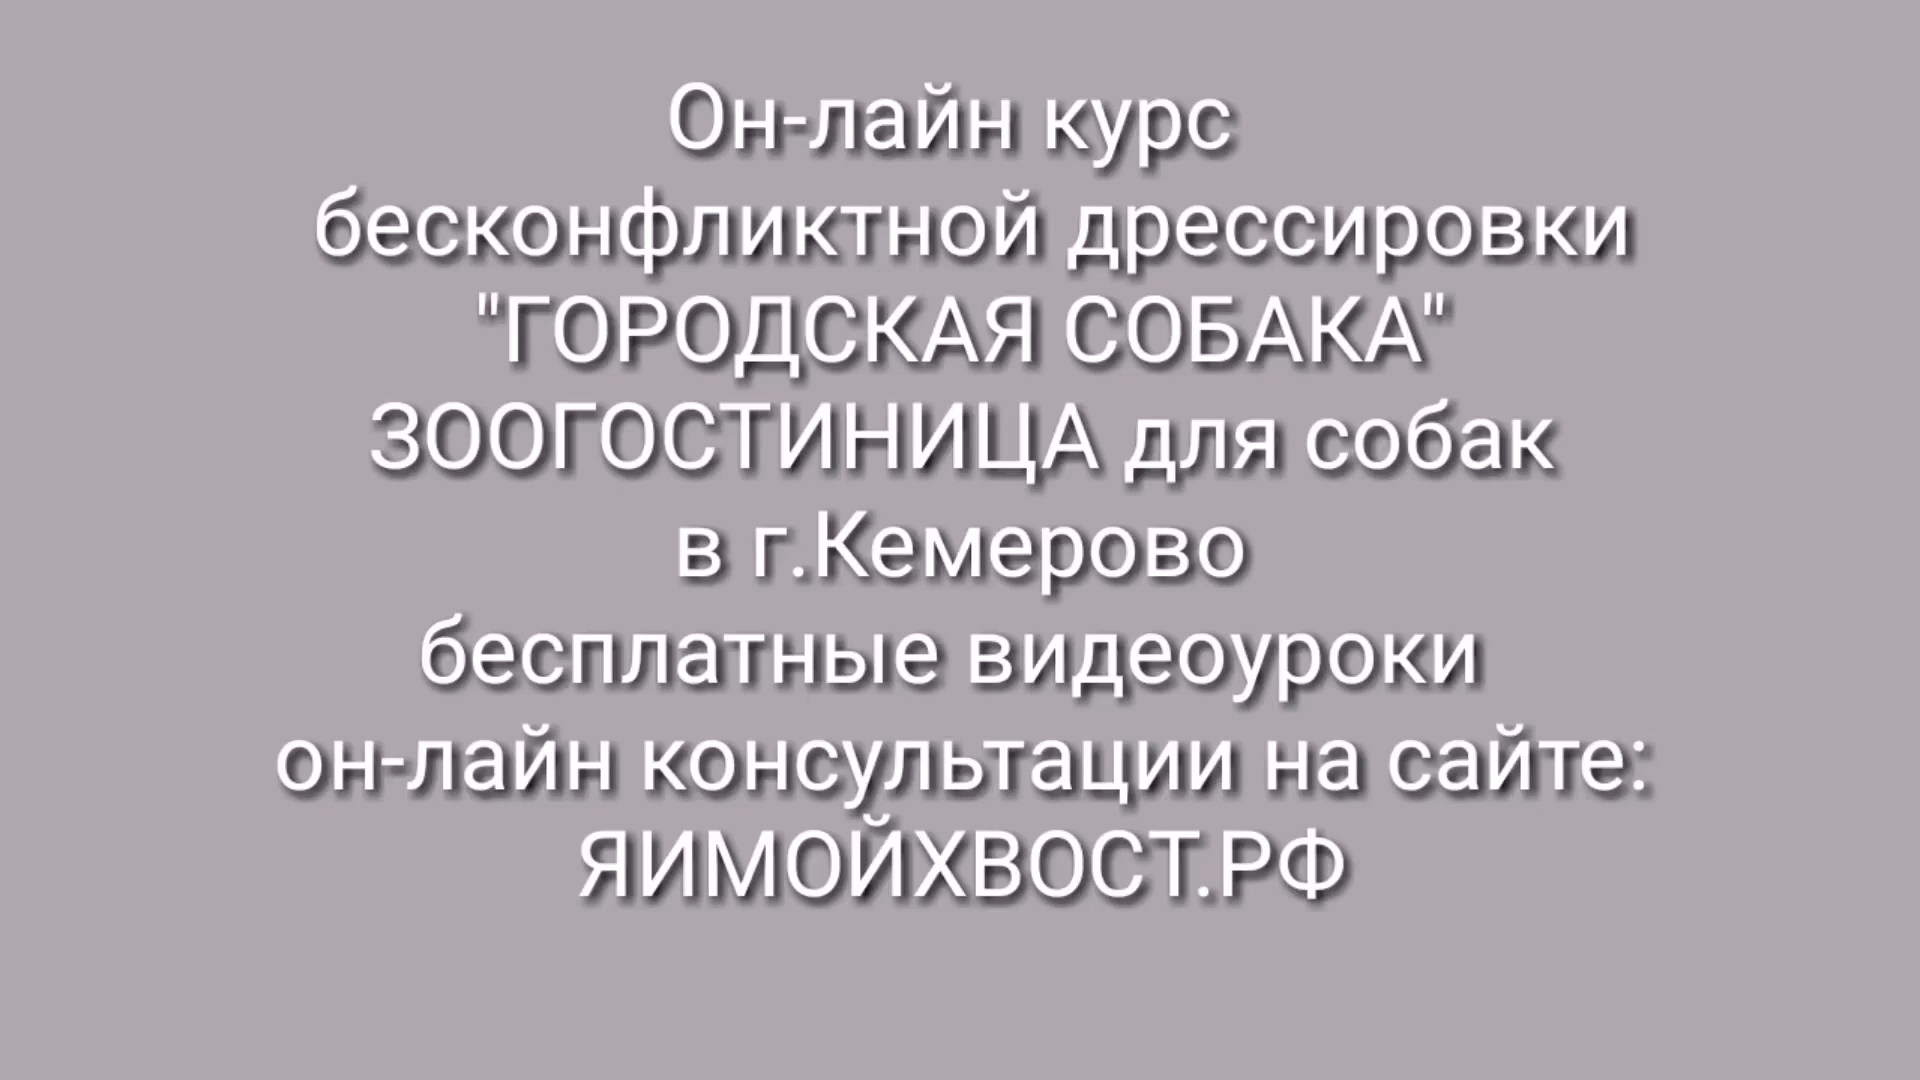 Он-лайн курс
бесконфликтной дрессировки
"ГОРОДСКАЯ СОБАКА"
ЗООГОСТИНИЦА для собак
в г.Кемерово
бесплатные видеоуроки
он-лайн консультации на сайте:
ЯИМОЙХВОСТ.РФ